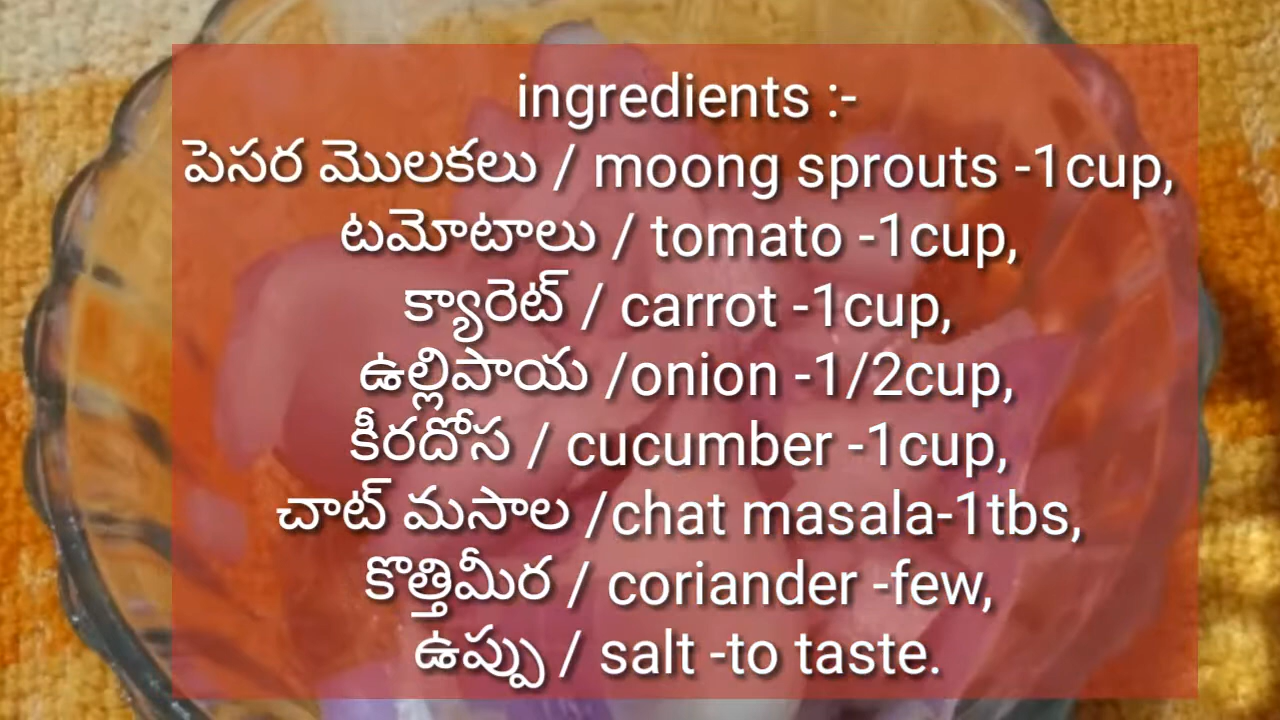 ingredients :-
పెసర మొలకలు / moong sprouts -1cup,
టమోటాలు / tomato -1cup,
క్యారెట్ / carrot -1cup,
ఉల్లిపాయ /onion -1/2cup,
కీరదోస / cucumber -1cup,
చాట్ మసాల /chat masala-1tbs,
కొత్తిమీర / coriander -few,
ఉప్పు / salt -to taste.